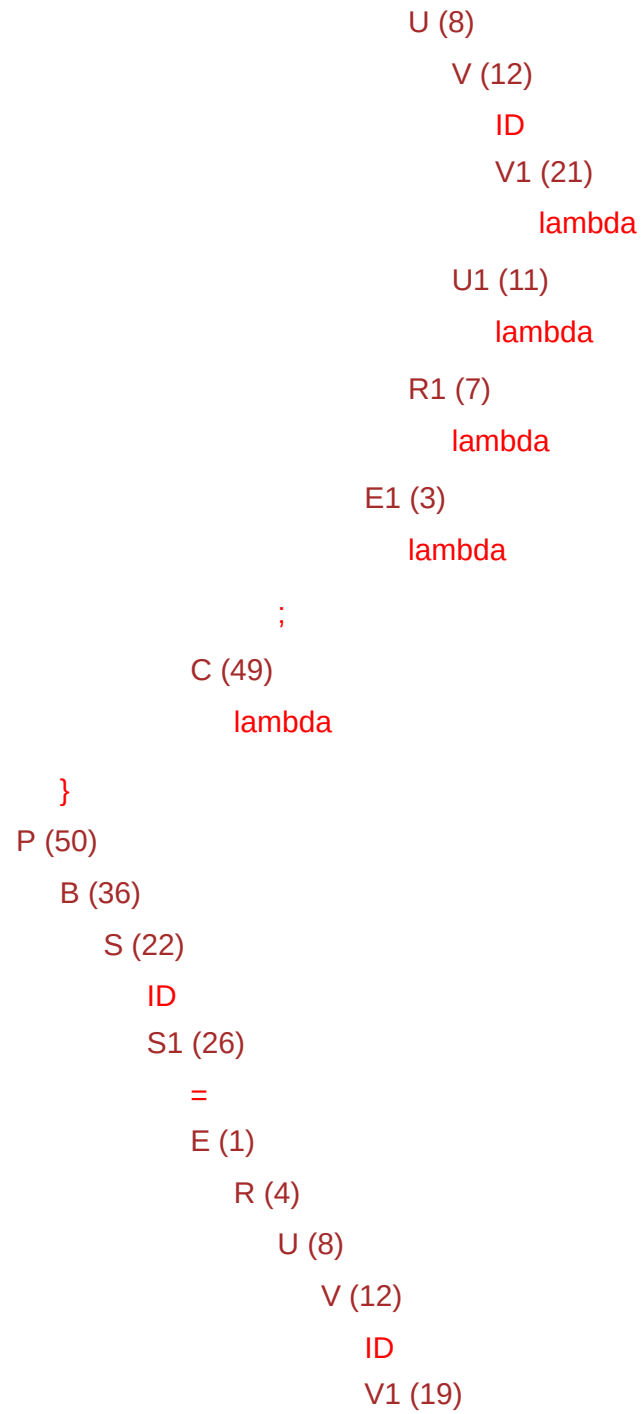 U (8)
V (12)
ID
V1 (21)
lambda
U1 (11)
lambda
R1 (7)
lambda
E1 (3)
lambda
;
C (49)
lambda
}
P (50)
B (36)
S (22)
ID
S1 (26)
=
E (1)
R (4)
U (8)
V (12)
ID
V1 (19)